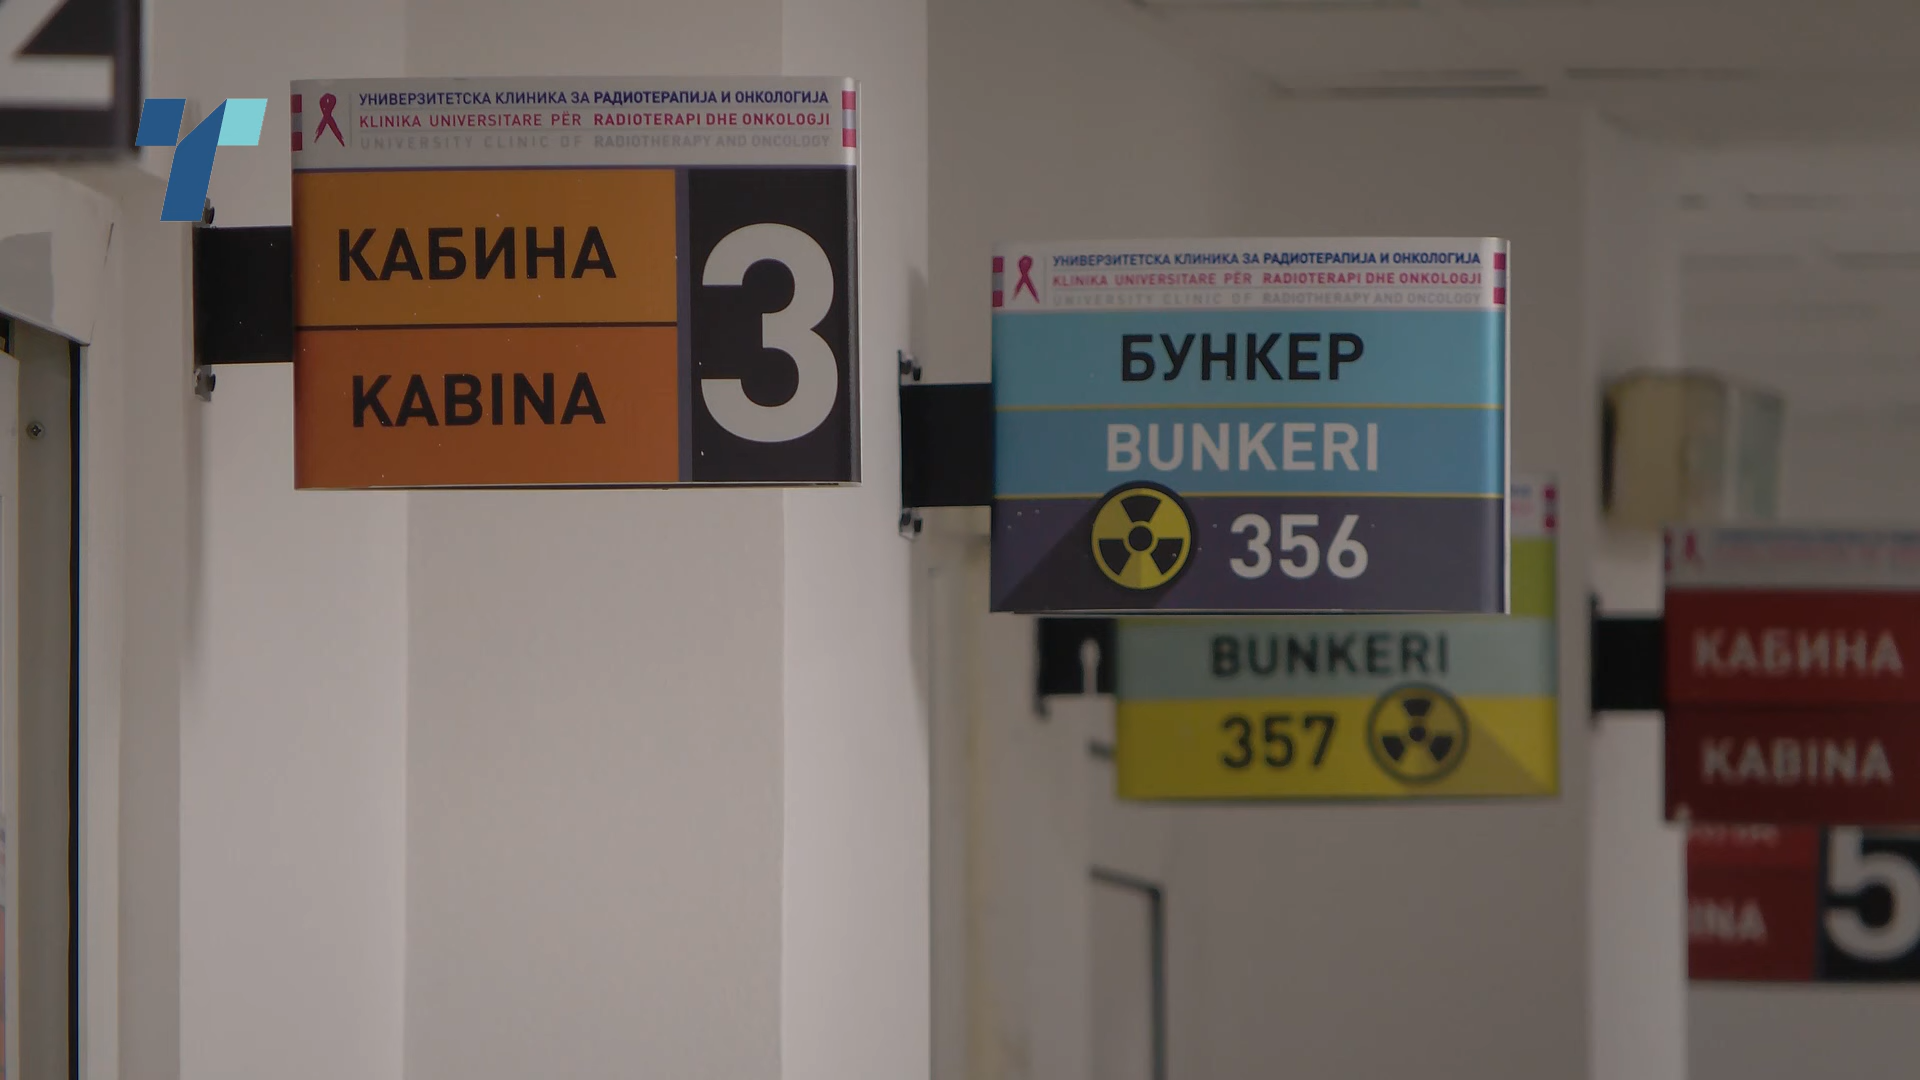 УНИВЕРЗИТЕТСКА КЛИНИКА ЗА РАДИОТЕРАПИЈА И ОНКОЛОГИЈА
KLINIKA UNIVERSITARE PËR RADIOTERAPI DHE ONKOLOGJI
UNIVERSITY CLINIC OF RADIOTHERAPY AND ONCOLOGY
КАБИНА
KABINA
3
УНИВЕРЗИТЕТСКА КЛИНИКА ЗА РАДИОТЕРАПИЈА И ОНКОЛОГИЈА
KLINIKA UNIVERSITARE PËR RADIOTERAPI DHE ONKOLOGJI
UNIVERSITY CLINIC OF RADIOTHERAPY AND ONCOLOGY
БУНКЕР
BUNKERI
356
BUNKERI
357
КАБИНА
KABINA
INA
5